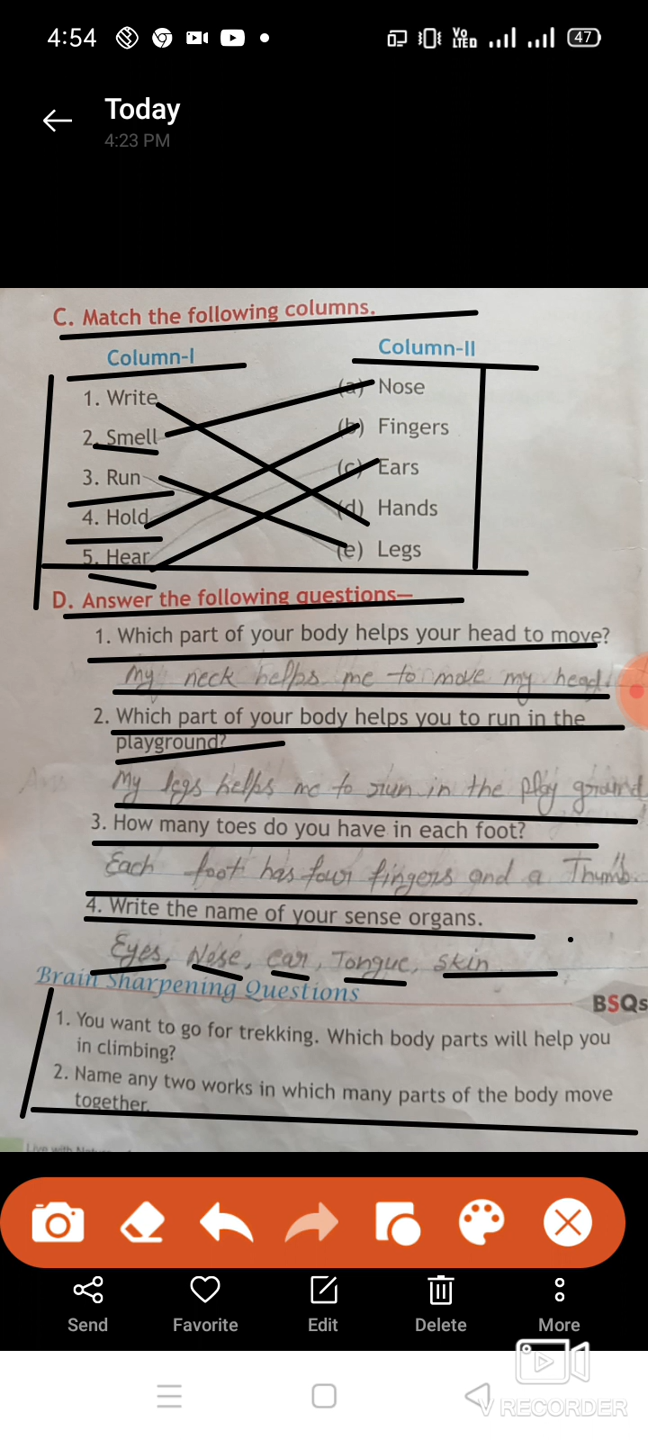 4:54 Vo LTE 47
Today
4:23 PM
C. Match the following columns.
Column-I Column-II
1. Write (a) Nose
2. Smell (b) Fingers
3. Run (c) Ears
4. Hold (d) Hands
5. Hear (e) Legs
D. Answer the following questions—
1. Which part of your body helps your head to move?
My neck helps me to move my head.
2. Which part of your body helps you to run in the
playground?
My legs helps me to run in the play ground
3. How many toes do you have in each foot?
Each foot has four fingers and a Thumb.
4. Write the name of your sense organs.
Eyes, Nose, ear, Tongue, skin
Brain Sharpening Questions
BSQs
1. You want to go for trekking. Which body parts will help you
in climbing?
2. Name any two works in which many parts of the body move
together.
Send Favorite Edit Delete More
V RECORDER